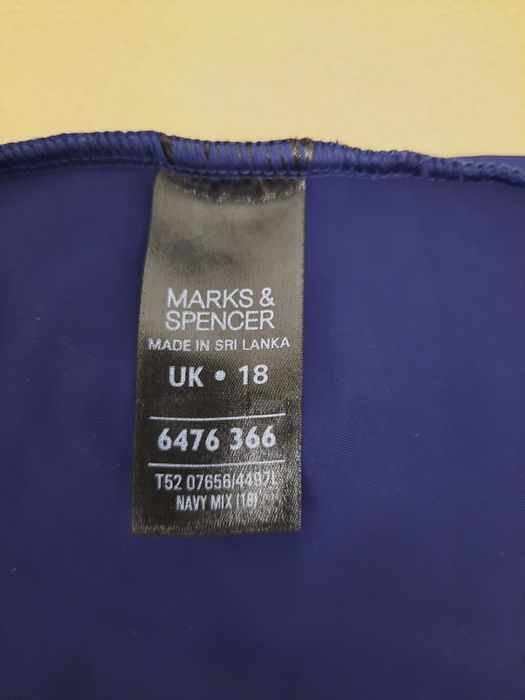 MARKS &
SPENCER
MADE IN SRI LANKA
UK • 18
6476 366
T52 07656/4497L
NAVY MIX (18)